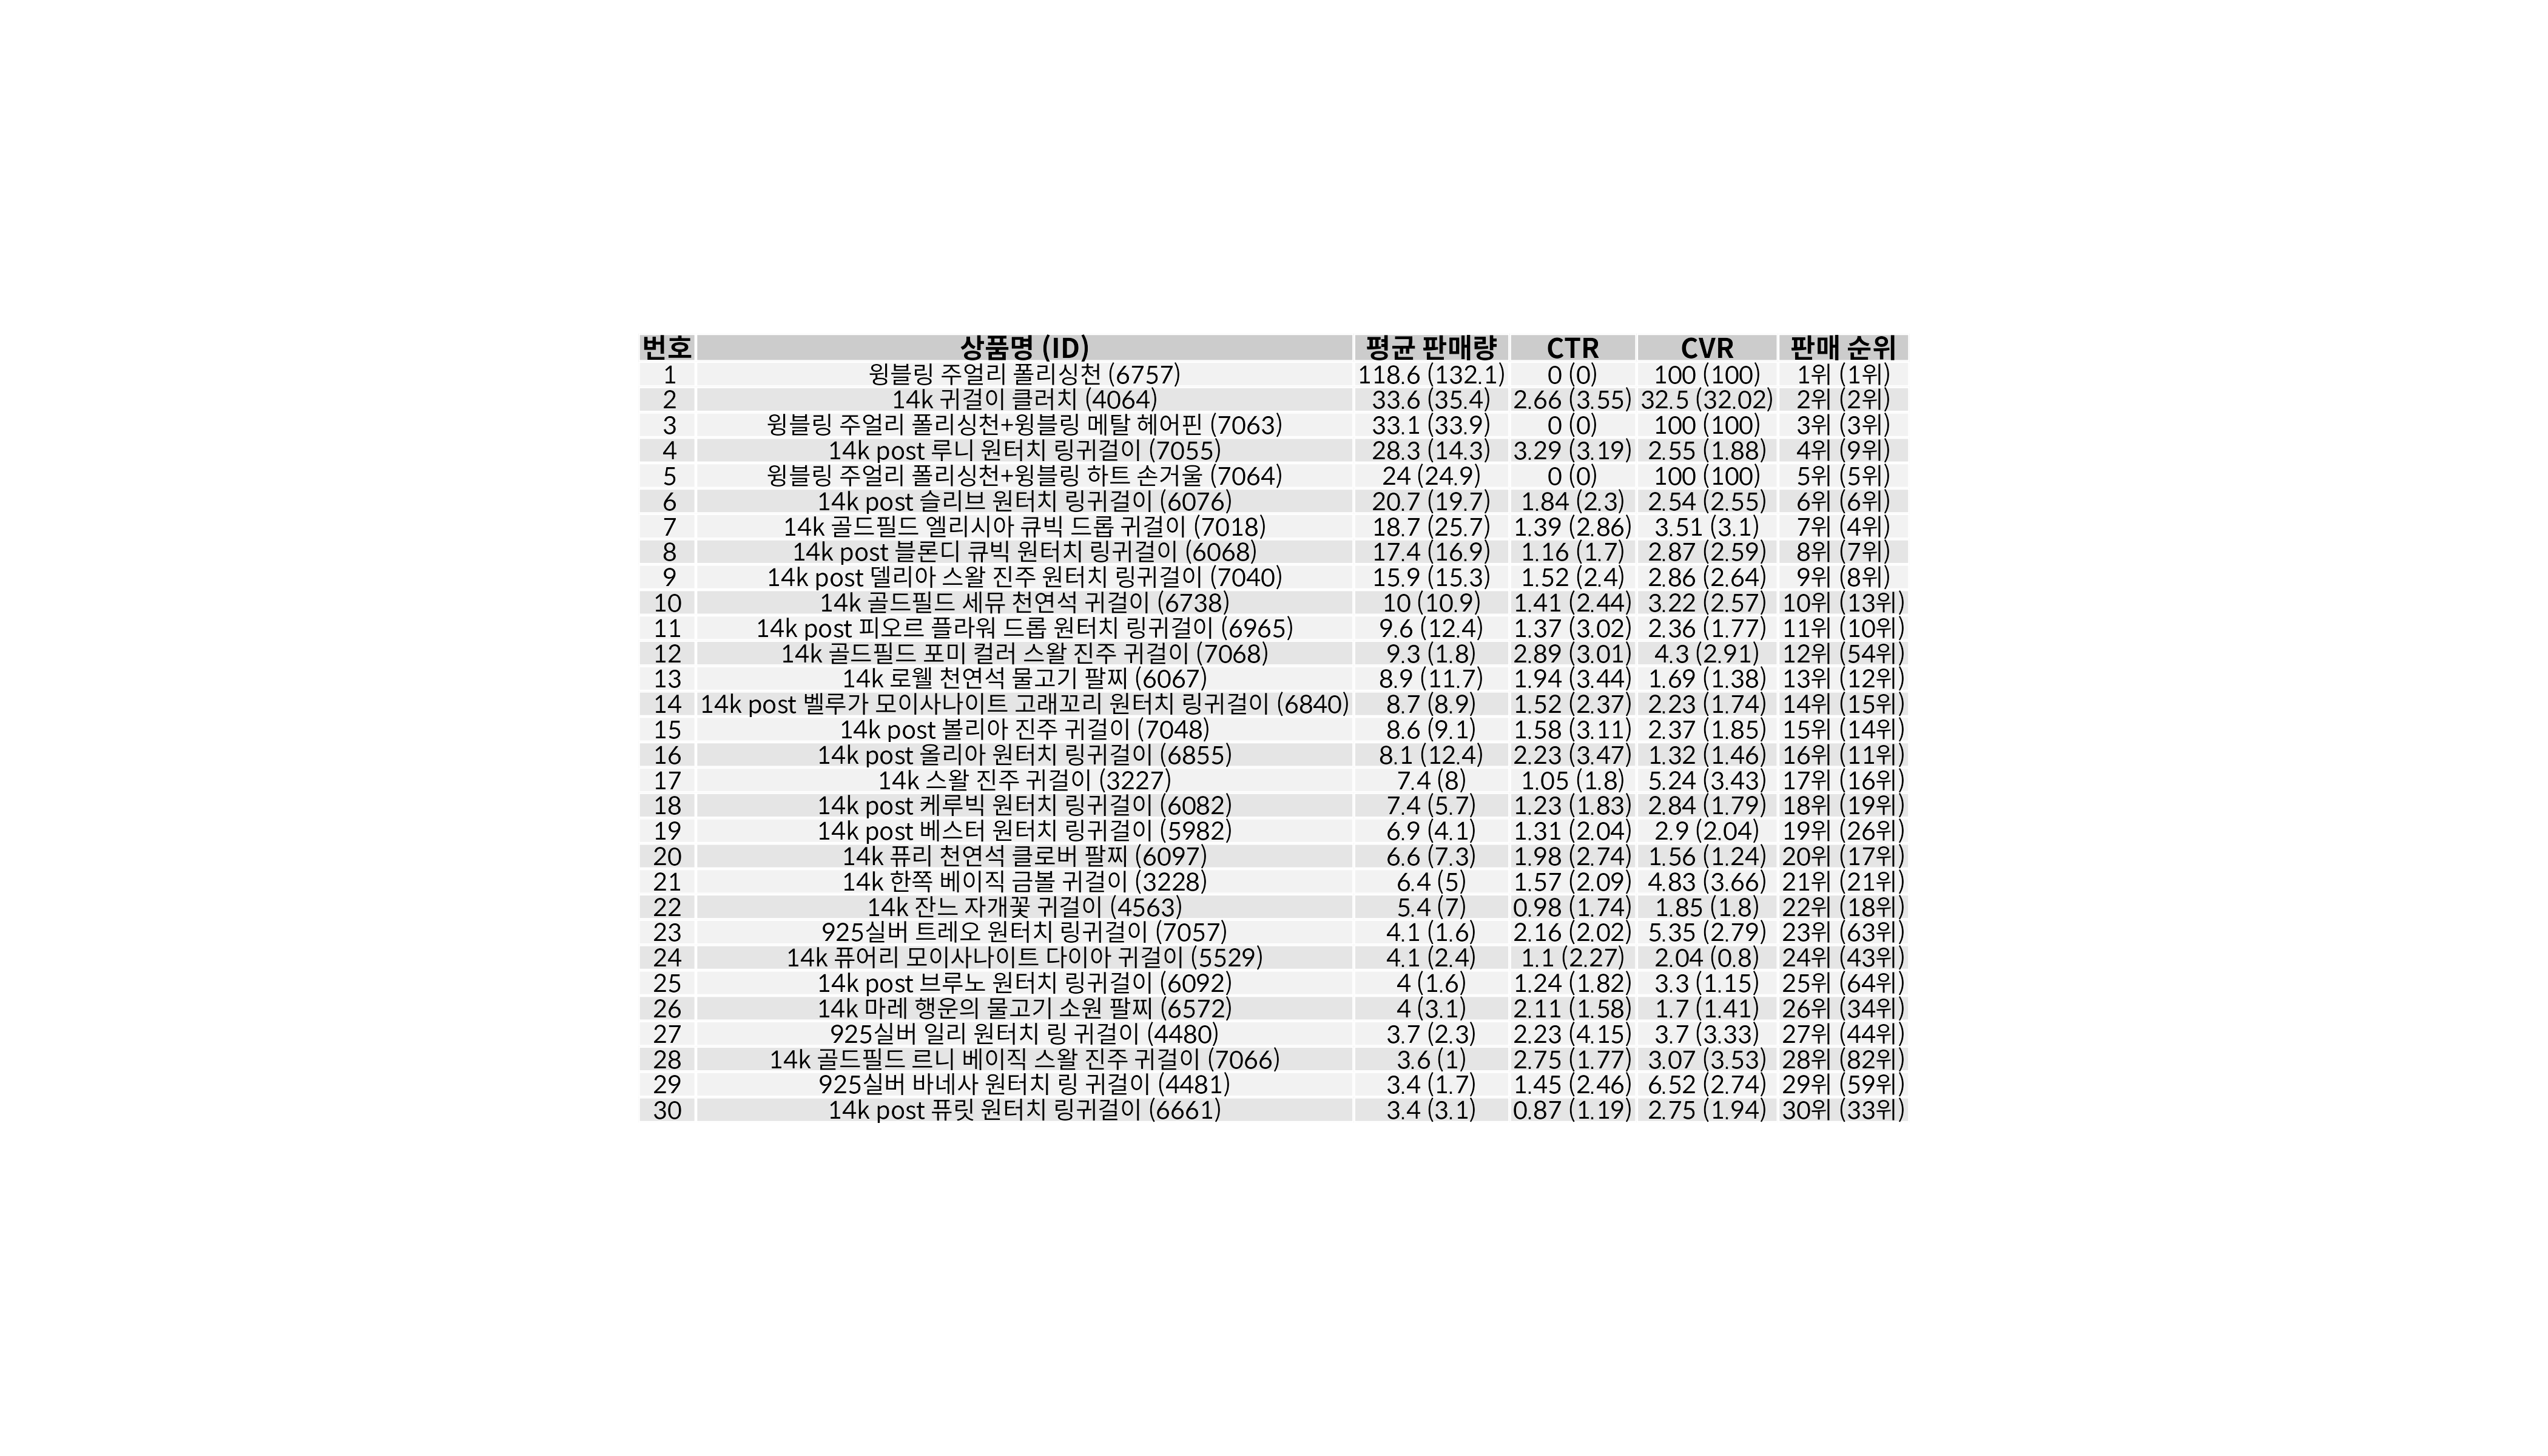 번호 상품명 (ID) 평균 판매량 CTR CVR 판매 순위
1 윙블링 주얼리 폴리싱천 (6757) 118.6 (132.1) 0 (0) 100 (100) 1위 (1위)
2 14k 귀걸이 클러치 (4064) 33.6 (35.4) 2.66 (3.55) 32.5 (32.02) 2위 (2위)
3 윙블링 주얼리 폴리싱천+윙블링 메탈 헤어핀 (7063) 33.1 (33.9) 0 (0) 100 (100) 3위 (3위)
4 14k post 루니 원터치 링귀걸이 (7055) 28.3 (14.3) 3.29 (3.19) 2.55 (1.88) 4위 (9위)
5 윙블링 주얼리 폴리싱천+윙블링 하트 손거울 (7064) 24 (24.9) 0 (0) 100 (100) 5위 (5위)
6 14k post 슬리브 원터치 링귀걸이 (6076) 20.7 (19.7) 1.84 (2.3) 2.54 (2.55) 6위 (6위)
7 14k 골드필드 엘리시아 큐빅 드롭 귀걸이 (7018) 18.7 (25.7) 1.39 (2.86) 3.51 (3.1) 7위 (4위)
8 14k post 블론디 큐빅 원터치 링귀걸이 (6068) 17.4 (16.9) 1.16 (1.7) 2.87 (2.59) 8위 (7위)
9 14k post 델리아 스왈 진주 원터치 링귀걸이 (7040) 15.9 (15.3) 1.52 (2.4) 2.86 (2.64) 9위 (8위)
10 14k 골드필드 세뮤 천연석 귀걸이 (6738) 10 (10.9) 1.41 (2.44) 3.22 (2.57) 10위 (13위)
11 14k post 피오르 플라워 드롭 원터치 링귀걸이 (6965) 9.6 (12.4) 1.37 (3.02) 2.36 (1.77) 11위 (10위)
12 14k 골드필드 포미 컬러 스왈 진주 귀걸이 (7068) 9.3 (1.8) 2.89 (3.01) 4.3 (2.91) 12위 (54위)
13 14k 로웰 천연석 물고기 팔찌 (6067) 8.9 (11.7) 1.94 (3.44) 1.69 (1.38) 13위 (12위)
14 14k post 벨루가 모이사나이트 고래꼬리 원터치 링귀걸이 (6840) 8.7 (8.9) 1.52 (2.37) 2.23 (1.74) 14위 (15위)
15 14k post 볼리아 진주 귀걸이 (7048) 8.6 (9.1) 1.58 (3.11) 2.37 (1.85) 15위 (14위)
16 14k post 올리아 원터치 링귀걸이 (6855) 8.1 (12.4) 2.23 (3.47) 1.32 (1.46) 16위 (11위)
17 14k 스왈 진주 귀걸이 (3227) 7.4 (8) 1.05 (1.8) 5.24 (3.43) 17위 (16위)
18 14k post 케루빅 원터치 링귀걸이 (6082) 7.4 (5.7) 1.23 (1.83) 2.84 (1.79) 18위 (19위)
19 14k post 베스터 원터치 링귀걸이 (5982) 6.9 (4.1) 1.31 (2.04) 2.9 (2.04) 19위 (26위)
20 14k 퓨리 천연석 클로버 팔찌 (6097) 6.6 (7.3) 1.98 (2.74) 1.56 (1.24) 20위 (17위)
21 14k 한쪽 베이직 금볼 귀걸이 (3228) 6.4 (5) 1.57 (2.09) 4.83 (3.66) 21위 (21위)
22 14k 잔느 자개꽃 귀걸이 (4563) 5.4 (7) 0.98 (1.74) 1.85 (1.8) 22위 (18위)
23 925실버 트레오 원터치 링귀걸이 (7057) 4.1 (1.6) 2.16 (2.02) 5.35 (2.79) 23위 (63위)
24 14k 퓨어리 모이사나이트 다이아 귀걸이 (5529) 4.1 (2.4) 1.1 (2.27) 2.04 (0.8) 24위 (43위)
25 14k post 브루노 원터치 링귀걸이 (6092) 4 (1.6) 1.24 (1.82) 3.3 (1.15) 25위 (64위)
26 14k 마레 행운의 물고기 소원 팔찌 (6572) 4 (3.1) 2.11 (1.58) 1.7 (1.41) 26위 (34위)
27 925실버 일리 원터치 링 귀걸이 (4480) 3.7 (2.3) 2.23 (4.15) 3.7 (3.33) 27위 (44위)
28 14k 골드필드 르니 베이직 스왈 진주 귀걸이 (7066) 3.6 (1) 2.75 (1.77) 3.07 (3.53) 28위 (82위)
29 925실버 바네사 원터치 링 귀걸이 (4481) 3.4 (1.7) 1.45 (2.46) 6.52 (2.74) 29위 (59위)
30 14k post 퓨릿 원터치 링귀걸이 (6661) 3.4 (3.1) 0.87 (1.19) 2.75 (1.94) 30위 (33위)